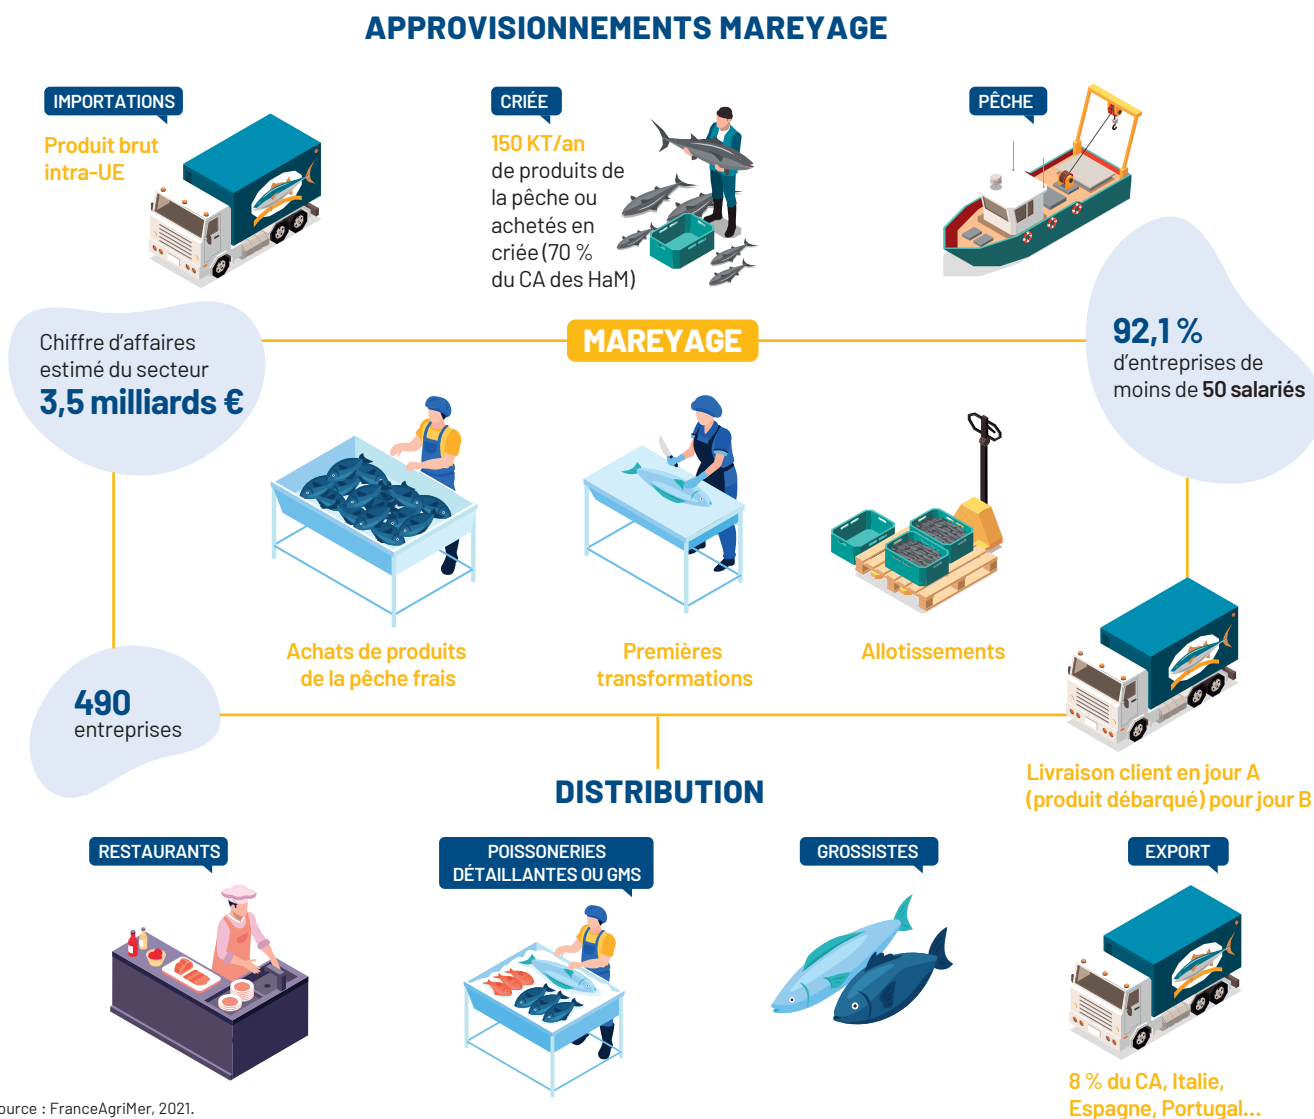 APPROVISIONNEMENTS MAREYAGE
IMPORTATIONS
Produit brut
intra-UE
CRIÉE
150 KT/an
de produits de
la pêche ou
achetés en
criée (70 %
du CA des HaM)
PÊCHE
Chiffre d'affaires
estimé du secteur
3,5 milliards €
MAREYAGE
92,1 %
d'entreprises de
moins de 50 salariés
Achats de produits
de la pêche frais
Premières
transformations
Allotissements
490
entreprises
Livraison client en jour A
(produit débarqué) pour jour B
DISTRIBUTION
RESTAURANTS
POISSONERIES
DÉTAILLANTES OU GMS
GROSSISTES
EXPORT
8 % du CA, Italie,
Espagne, Portugal...
ource : FranceAgriMer, 2021.